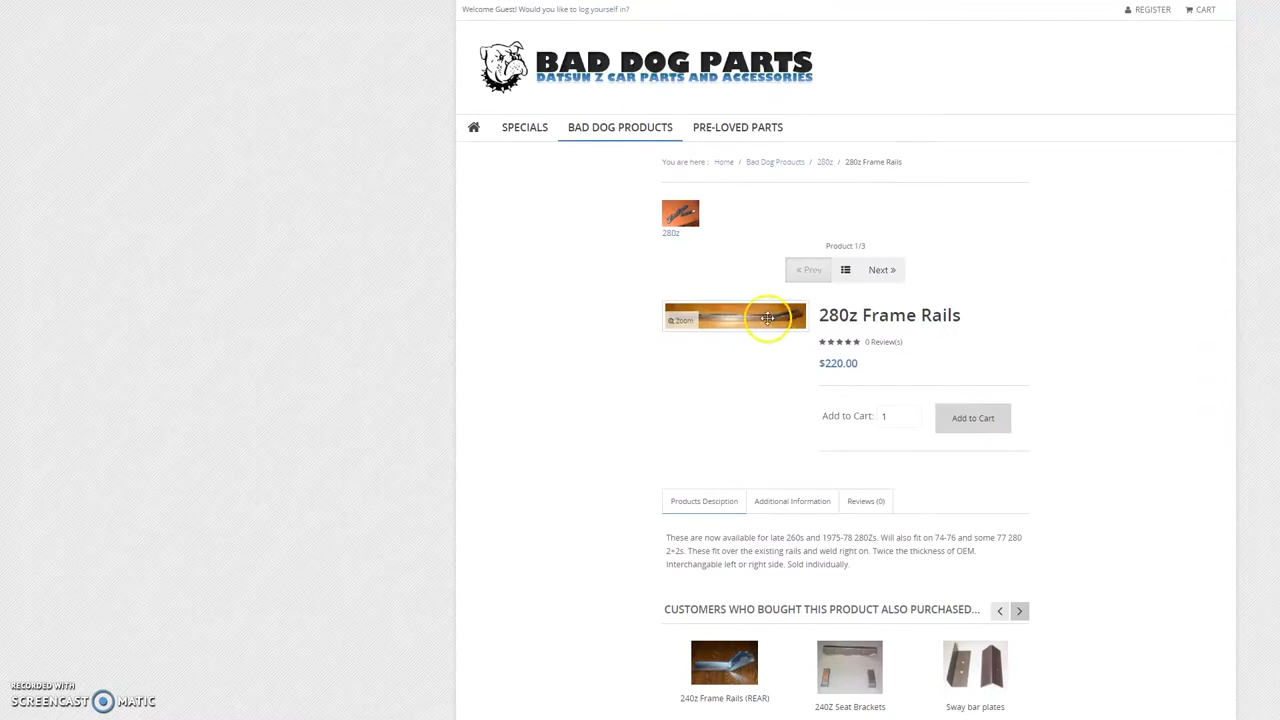 Welcome Guest! Would you like to log yourself in?
REGISTER
CART
BAD DOG PARTS
DATSUN Z CAR PARTS AND ACCESSORIES
SPECIALS
BAD DOG PRODUCTS
PRE-LOVED PARTS
You are here : Home / Bad Dog Products / 280z / 280z Frame Rails
280z
Product 1/3
« Prev
Next »
Zoom
280z Frame Rails
0 Review(s)
$220.00
Add to Cart: 1
Add to Cart
Products Desciption
Additional Information
Reviews (0)
These are now available for late 260s and 1975-78 280Zs. Will also fit on 74-76 and some 77 280
2+2s. These fit over the existing rails and weld right on. Twice the thickness of OEM.
Interchangable left or right side. Sold individually.
CUSTOMERS WHO BOUGHT THIS PRODUCT ALSO PURCHASED...
240z Frame Rails (REAR)
240Z Seat Brackets
Sway bar plates
RECORDED WITH
SCREENCAST MATIC